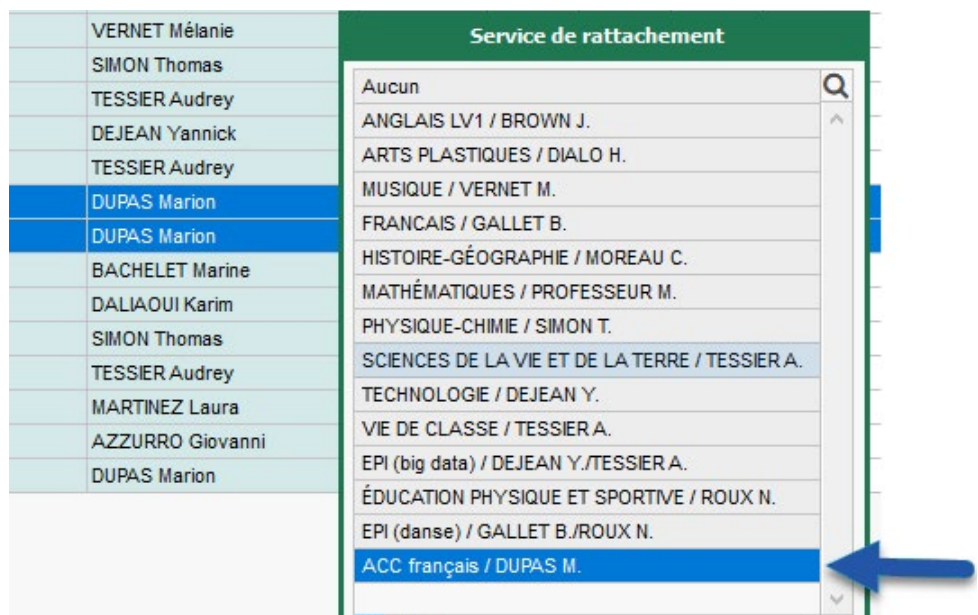 VERNET Mélanie
SIMON Thomas
TESSIER Audrey
DEJEAN Yannick
TESSIER Audrey
DUPAS Marion
DUPAS Marion
BACHELET Marine
DALIAOUI Karim
SIMON Thomas
TESSIER Audrey
MARTINEZ Laura
AZZURRO Giovanni
DUPAS Marion
Service de rattachement
Aucun
ANGLAIS LV1 / BROWN J.
ARTS PLASTIQUES / DIALO H.
MUSIQUE / VERNET M.
FRANCAIS / GALLET B.
HISTOIRE-GÉOGRAPHIE / MOREAU C.
MATHÉMATIQUES / PROFESSEUR M.
PHYSIQUE-CHIMIE / SIMON T.
SCIENCES DE LA VIE ET DE LA TERRE / TESSIER A.
TECHNOLOGIE / DEJEAN Y.
VIE DE CLASSE / TESSIER A.
EPI (big data) / DEJEAN Y./TESSIER A.
ÉDUCATION PHYSIQUE ET SPORTIVE / ROUX N.
EPI (danse) / GALLET B./ROUX N.
ACC français / DUPAS M.